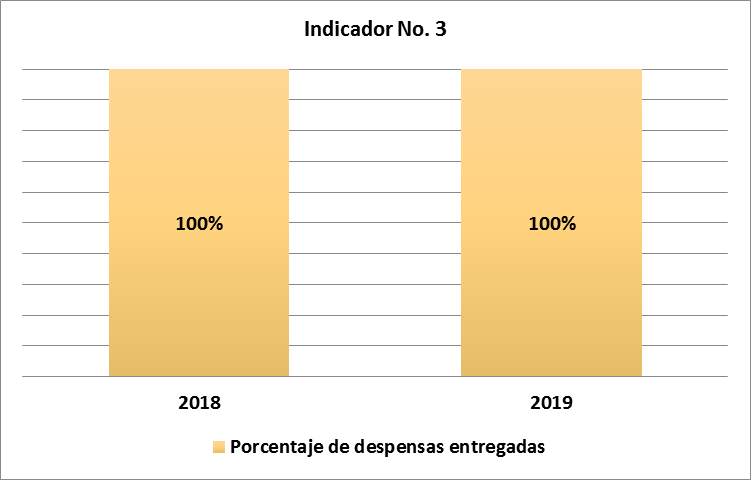 Indicador No. 3
100% 100%
2018 2019
Porcentaje de despensas entregadas